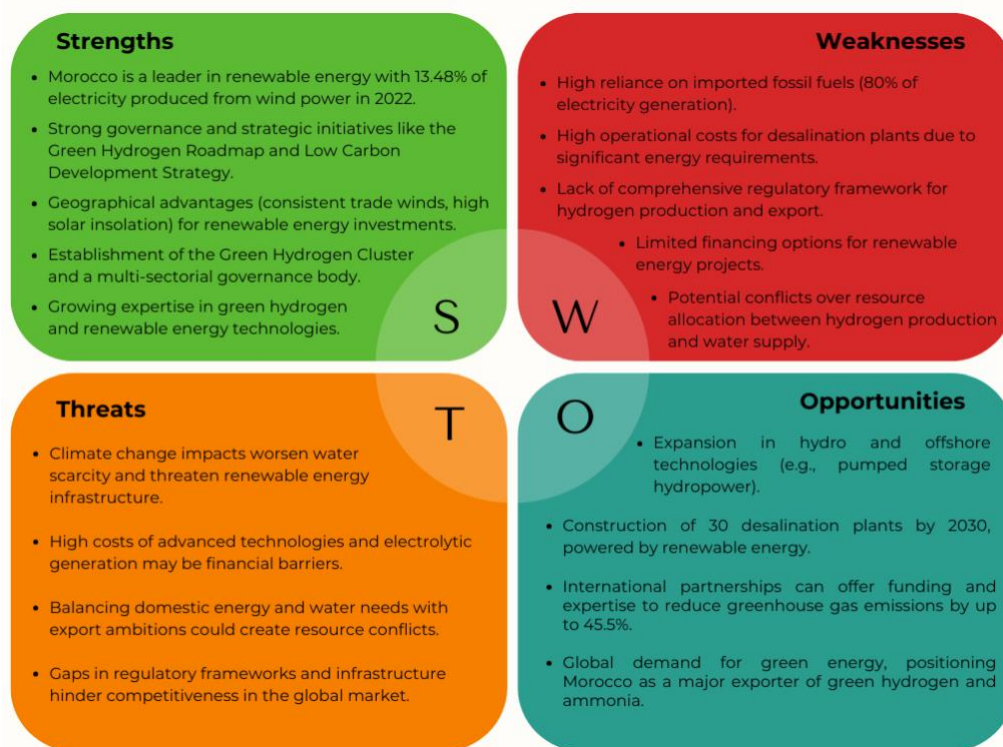 Strengths
• Morocco is a leader in renewable energy with 13.48% of
electricity produced from wind power in 2022.
• Strong governance and strategic initiatives like the
Green Hydrogen Roadmap and Low Carbon
Development Strategy.
• Geographical advantages (consistent trade winds, high
solar insolation) for renewable energy investments.
• Establishment of the Green Hydrogen Cluster
and a multi-sectorial governance body.
• Growing expertise in green hydrogen
and renewable energy technologies.
S
Weaknesses
• High reliance on imported fossil fuels (80% of
electricity generation).
• High operational costs for desalination plants due to
significant energy requirements.
• Lack of comprehensive regulatory framework for
hydrogen production and export.
• Limited financing options for renewable
energy projects.
• Potential conflicts over resource
allocation between hydrogen production
and water supply.
W
Threats
• Climate change impacts worsen water
scarcity and threaten renewable energy
infrastructure.
• High costs of advanced technologies and electrolytic
generation may be financial barriers.
• Balancing domestic energy and water needs with
export ambitions could create resource conflicts.
• Gaps in regulatory frameworks and infrastructure
hinder competitiveness in the global market.
T
Opportunities
• Expansion in hydro and offshore
technologies (e.g., pumped storage
hydropower).
• Construction of 30 desalination plants by 2030,
powered by renewable energy.
• International partnerships can offer funding and
expertise to reduce greenhouse gas emissions by
up to 45.5%.
• Global demand for green energy, positioning
Morocco as a major exporter of green hydrogen and
ammonia.
O